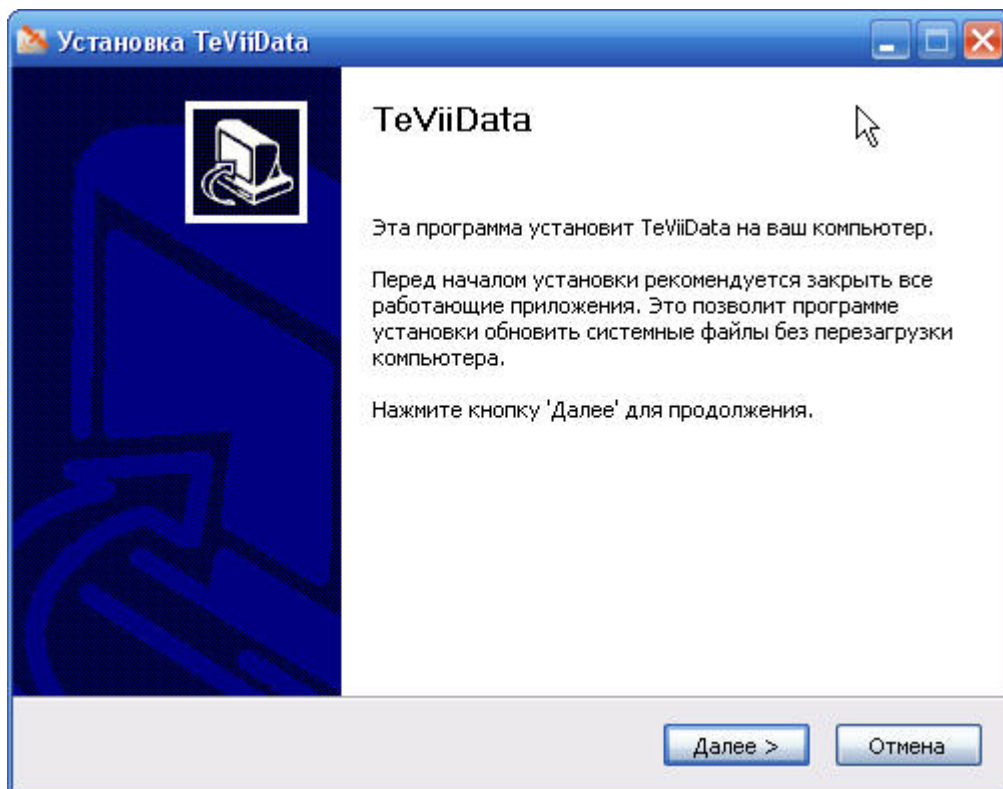 Установка TeViiData
TeViiData
Эта программа установит TeViiData на ваш компьютер.
Перед началом установки рекомендуется закрыть все
работающие приложения. Это позволит программе
установки обновить системные файлы без перезагрузки
компьютера.
Нажмите кнопку 'Далее' для продолжения.
Далее >
Отмена